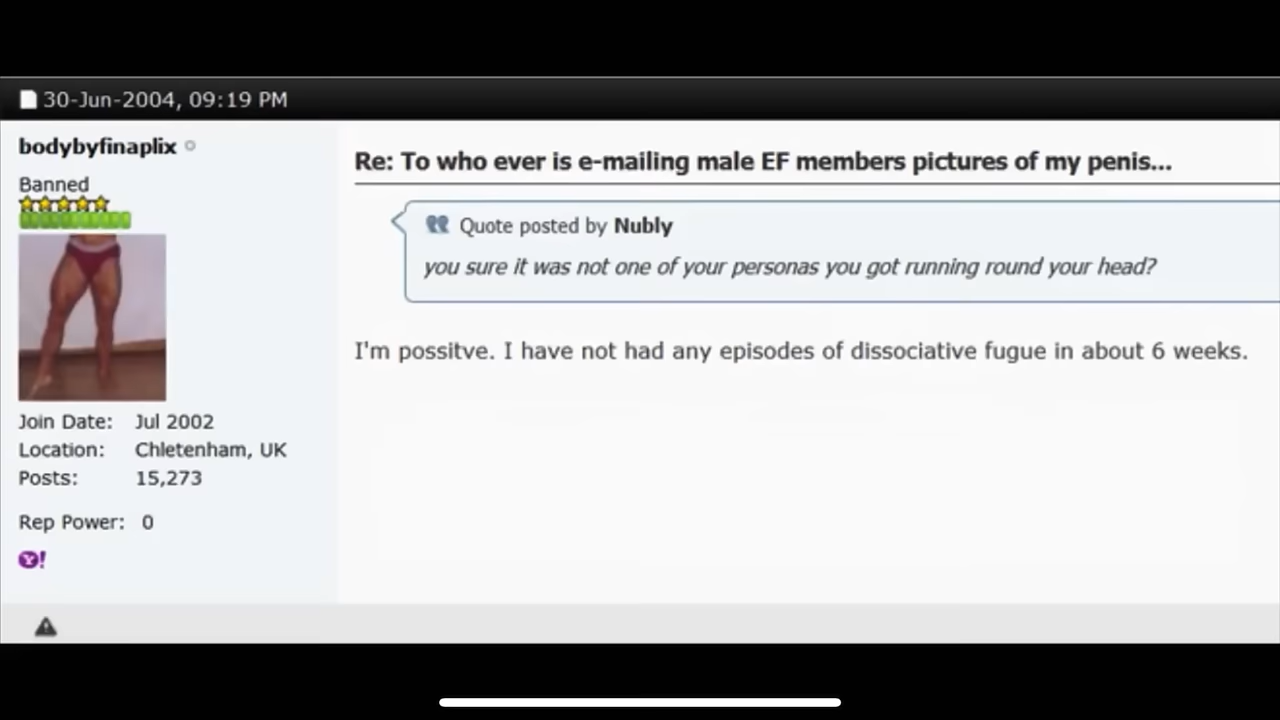 30-Jun-2004, 09:19 PM
bodybyfinaplix
Banned
Join Date: Jul 2002
Location: Chletenham, UK
Posts: 15,273
Rep Power: 0
Y!
Re: To who ever is e-mailing male EF members pictures of my penis...
Quote posted by Nubly
you sure it was not one of your personas you got running round your head?
I'm possitve. I have not had any episodes of dissociative fugue in about 6 weeks.